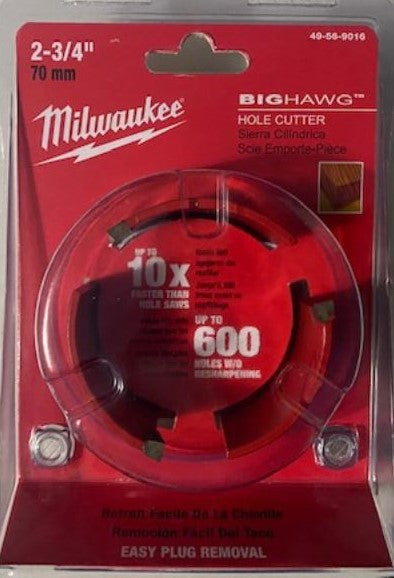 2-3/4"
70 mm
49-56-9016
Milwaukee
BIGHAWG™
HOLE CUTTER
Sierra Cilíndrica
Scie Emporte-Pièce
UP TO
10X
FASTER THAN
HOLE SAWS
UP TO
600
HOLES W/O
RESHARPENING
Retrait Facile De La Cheville
Remoción Fácil Del Taco
EASY PLUG REMOVAL